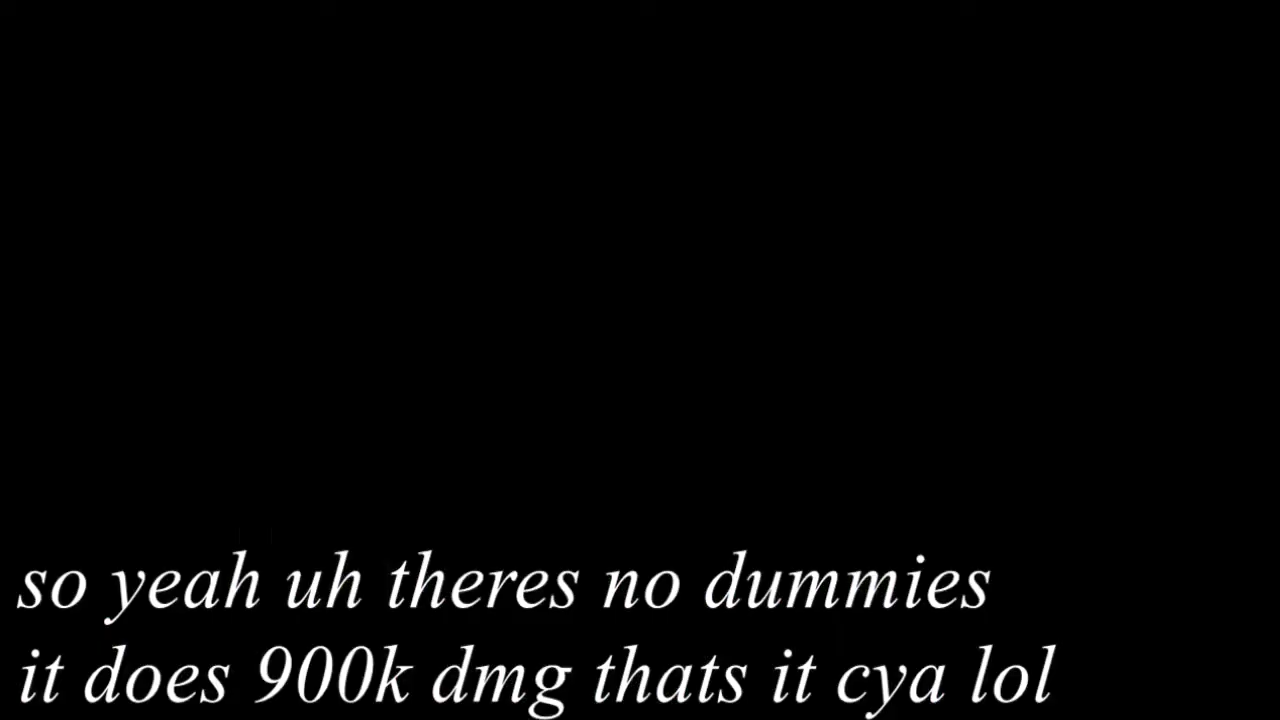 so yeah uh theres no dummies
it does 900k dmg thats it cya lol